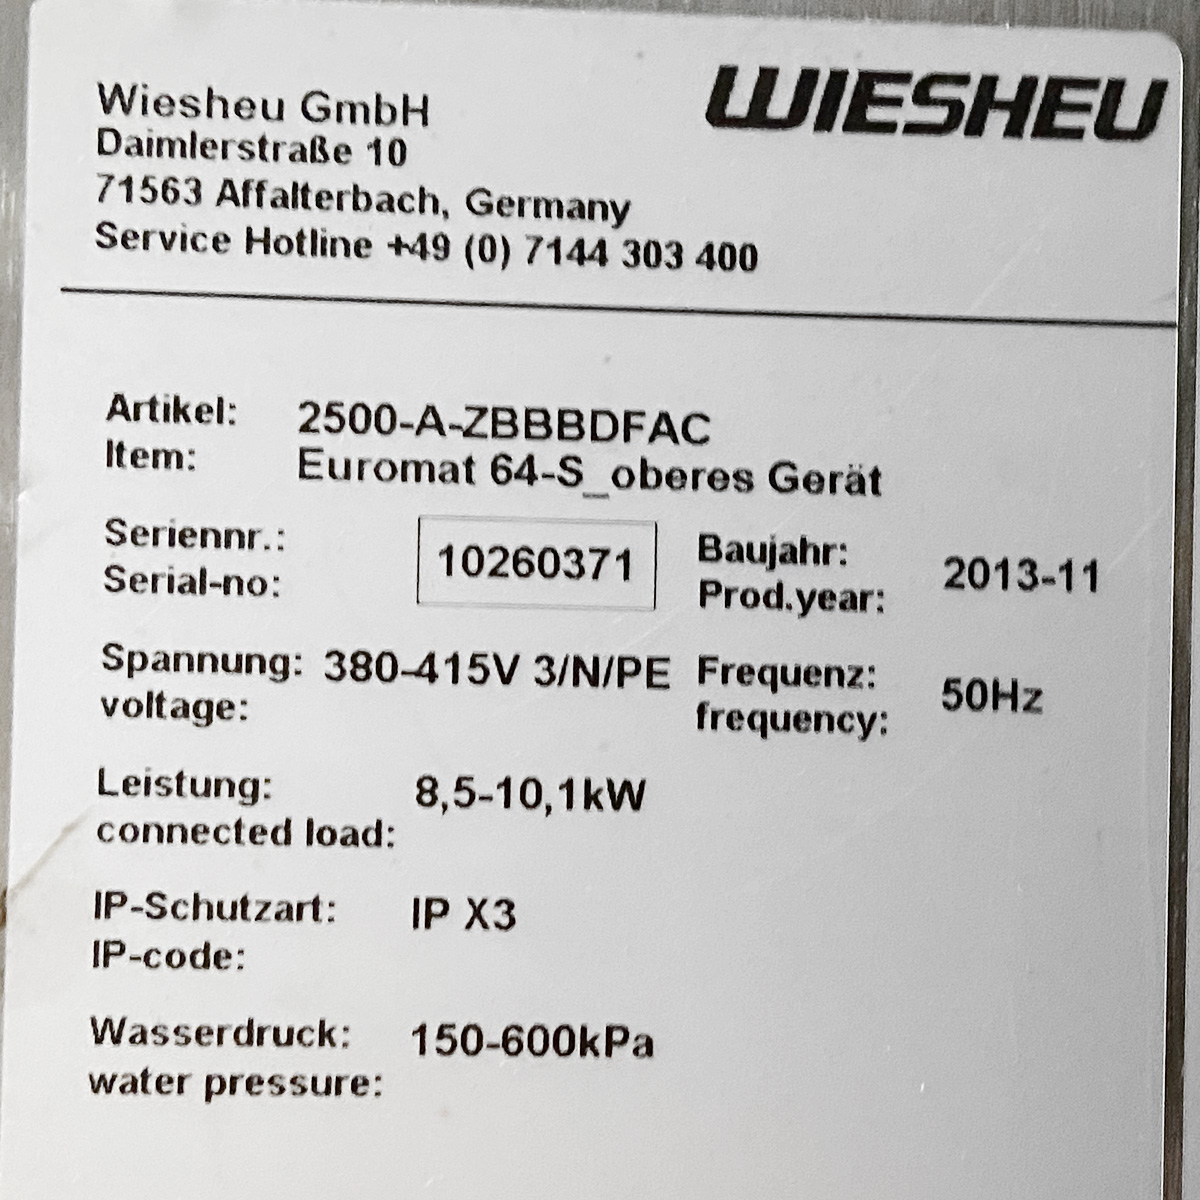 Wiesheu GmbH
WIESHEU
Daimlerstraße 10
71563 Affalterbach, Germany
Service Hotline +49 (0) 7144 303 400
Artikel: 2500-A-ZBBBDFAC
Item: Euromat 64-S_oberes Gerät
Seriennr.:
Serial-no:
10260371
Baujahr:
Prod.year:
2013-11
Spannung: 380-415V 3/N/PE
voltage:
Frequenz:
frequency:
50Hz
Leistung: 8,5-10,1kW
connected load:
IP-Schutzart: IP X3
IP-code:
Wasserdruck: 150-600kPa
water pressure: